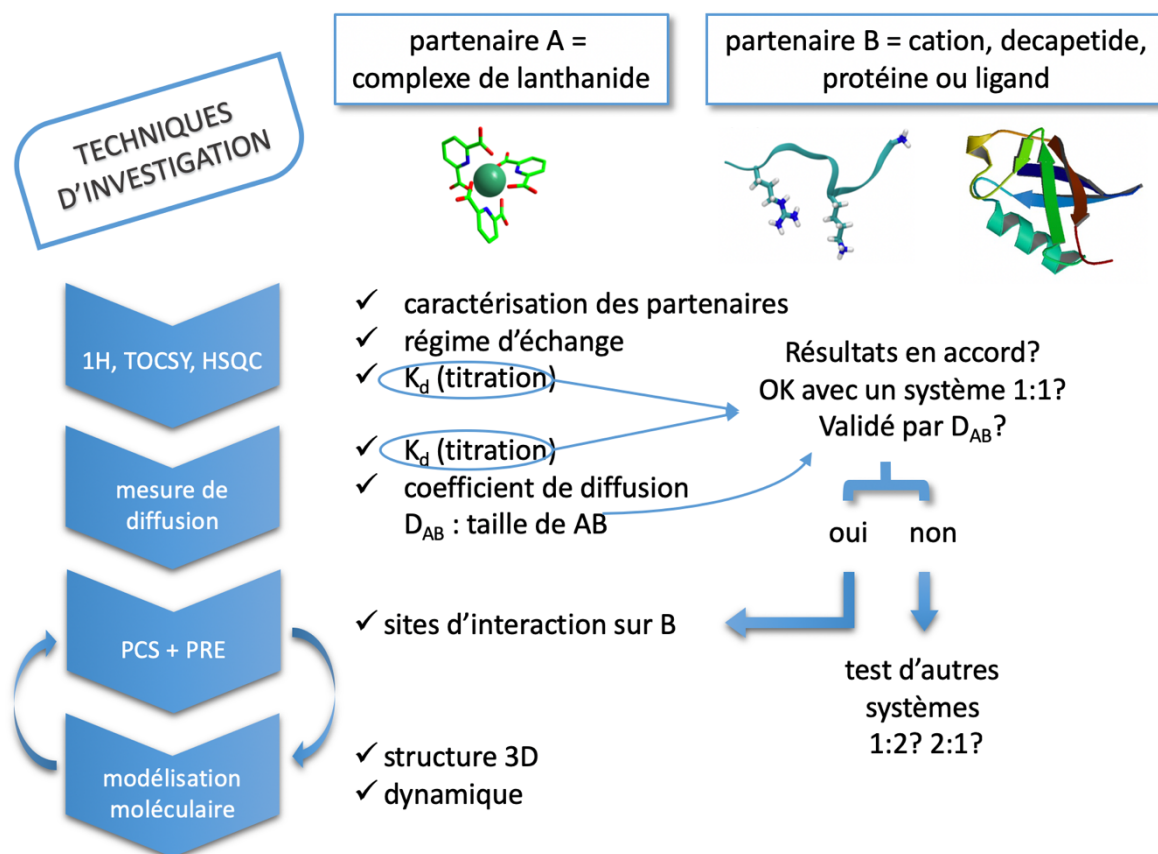 partenaire A =
complexe de lanthanide
partenaire B = cation, decapetide,
protéine ou ligand
TECHNIQUES
D'INVESTIGATION
1H, TOCSY, HSQC
✓ caractérisation des partenaires
✓ régime d'échange
✓ Kd (titration)
mesure de
diffusion
✓ Kd (titration)
✓ coefficient de diffusion
DAB : taille de AB
Résultats en accord?
OK avec un système 1:1?
Validé par DAB?
oui non
PCS + PRE
✓ sites d'interaction sur B
test d'autres
systèmes
1:2? 2:1?
modélisation
moléculaire
✓ structure 3D
✓ dynamique